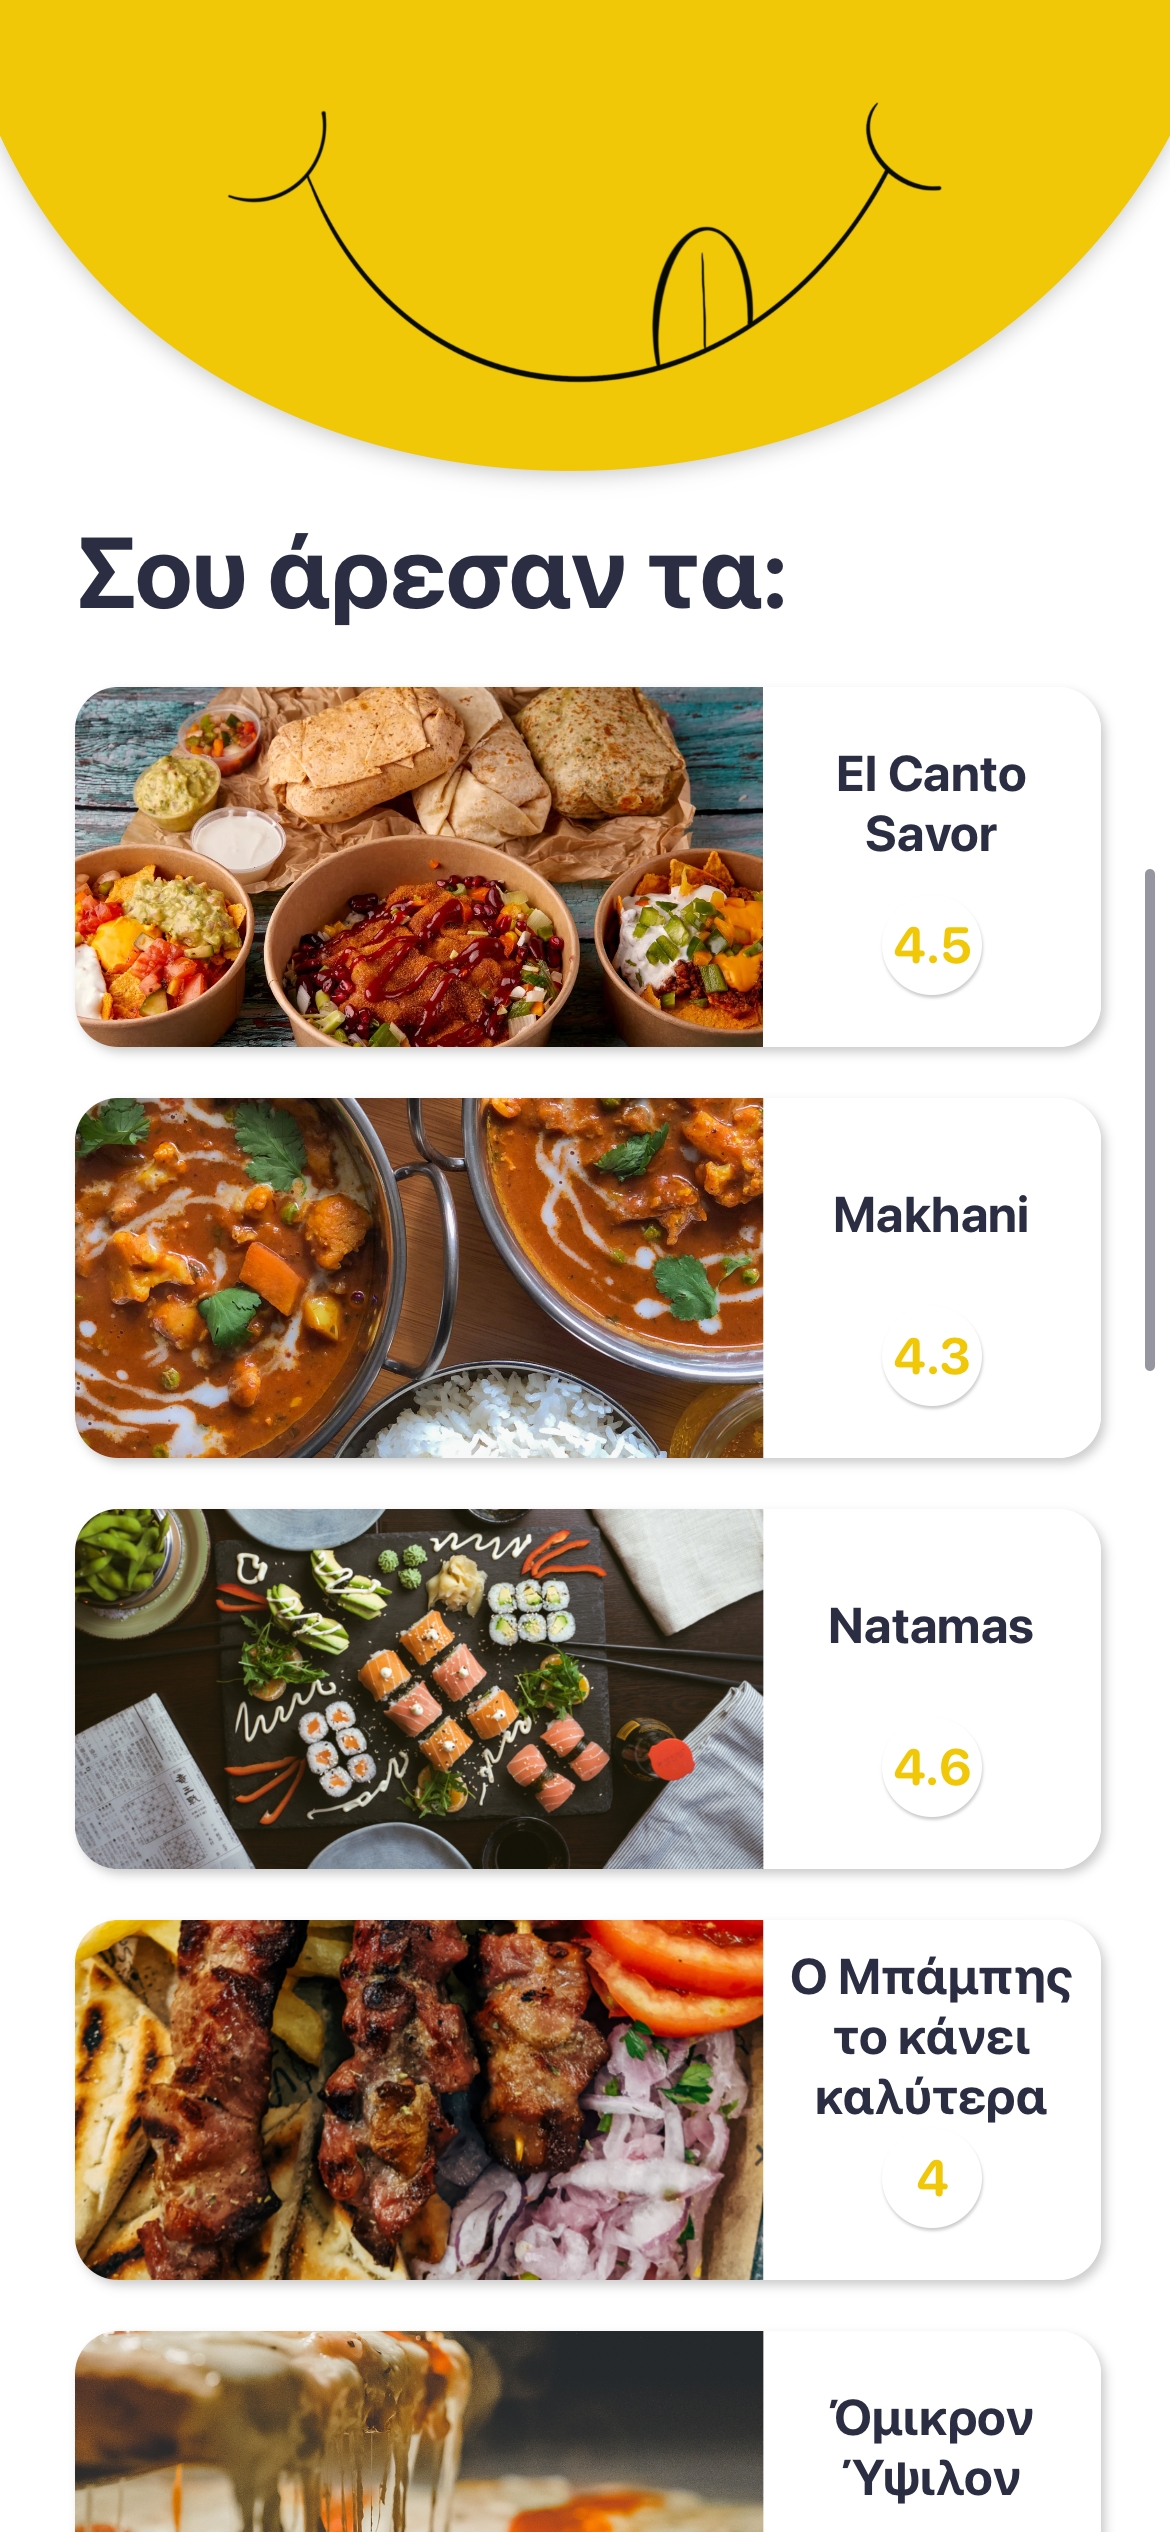 Σου άρεσαν τα:
El Canto
Savor
4.5
Makhani
4.3
Natamas
4.6
Ο Μπάμπης
το κάνει
καλύτερα
4
Όμικρον
Ύψιλον